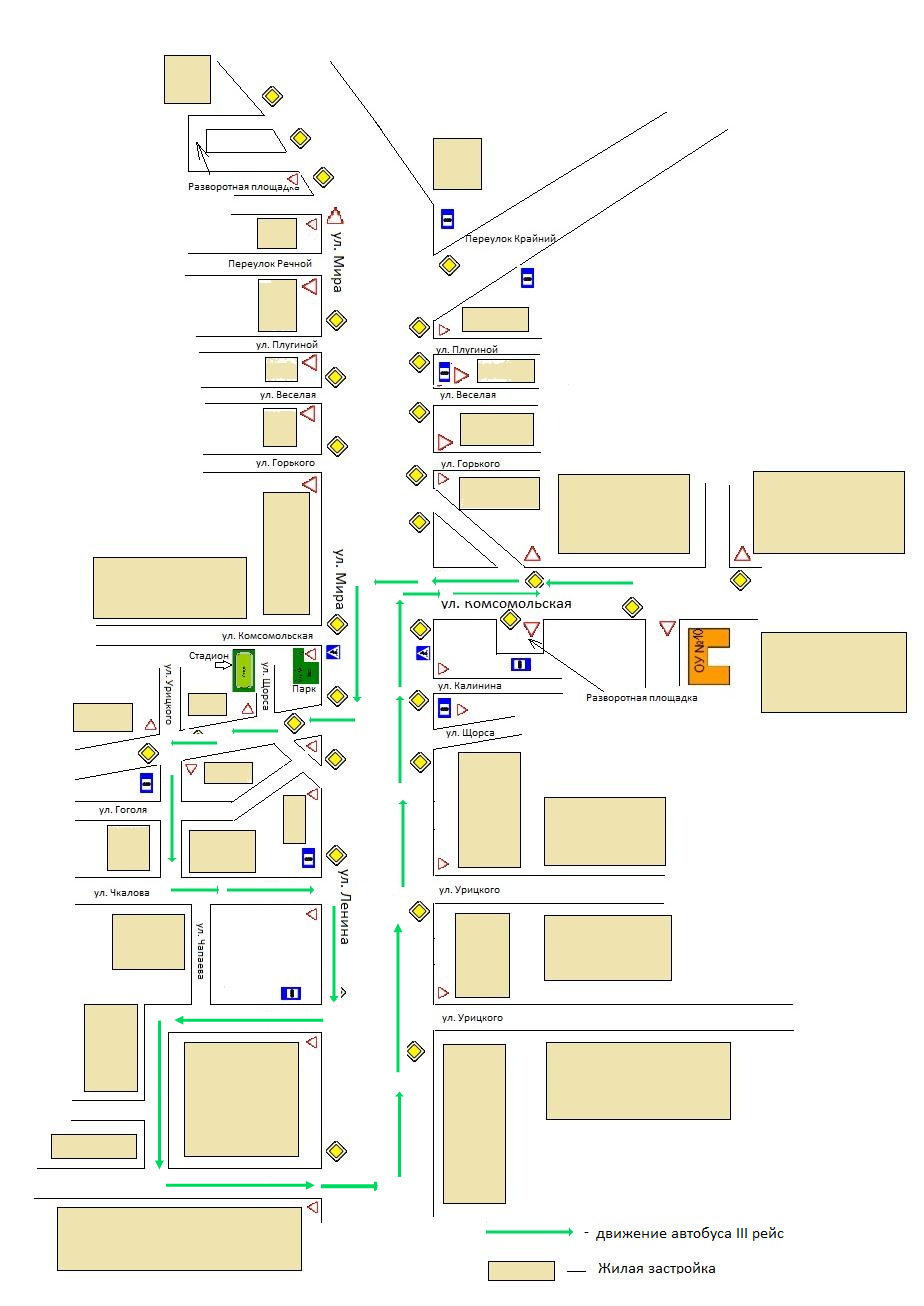 Разворотная площадка
ул. Мира
Переулок Крайний
Переулок Речной
ул. Плугиной
ул. Плугиной
ул. Веселая
ул. Веселая
ул. Горького
ул. Горького
ул. Мира
ул. Комсомольская
ул. Комсомольская
ОУ №10
Стадион
ул. Урицкого
ул. Щорса
Парк
ул. Калинина
Разворотная площадка
ул. Щорса
ул. Гоголя
ул. Чкалова
ул. Ленина
ул. Урицкого
ул. Чапаева
ул. Урицкого
- движение автобуса III рейс
Жилая застройка